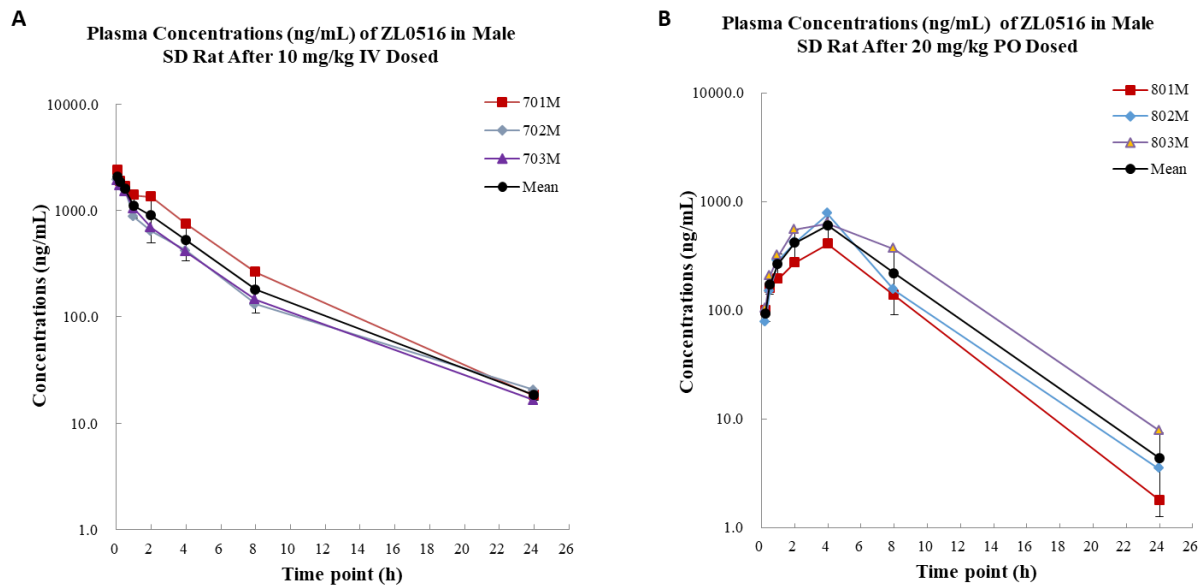 A
Plasma Concentrations (ng/mL) of ZL0516 in Male
SD Rat After 10 mg/kg IV Dosed
10000.0
1000.0
100.0
10.0
1.0
Concentrations (ng/mL)
701M
702M
703M
Mean
0 2 4 6 8 10 12 14 16 18 20 22 24 26
Time point (h)
B
Plasma Concentrations (ng/mL) of ZL0516 in Male
SD Rat After 20 mg/kg PO Dosed
10000.0
1000.0
100.0
10.0
1.0
Concentrations (ng/mL)
801M
802M
803M
Mean
0 2 4 6 8 10 12 14 16 18 20 22 24 26
Time point (h)